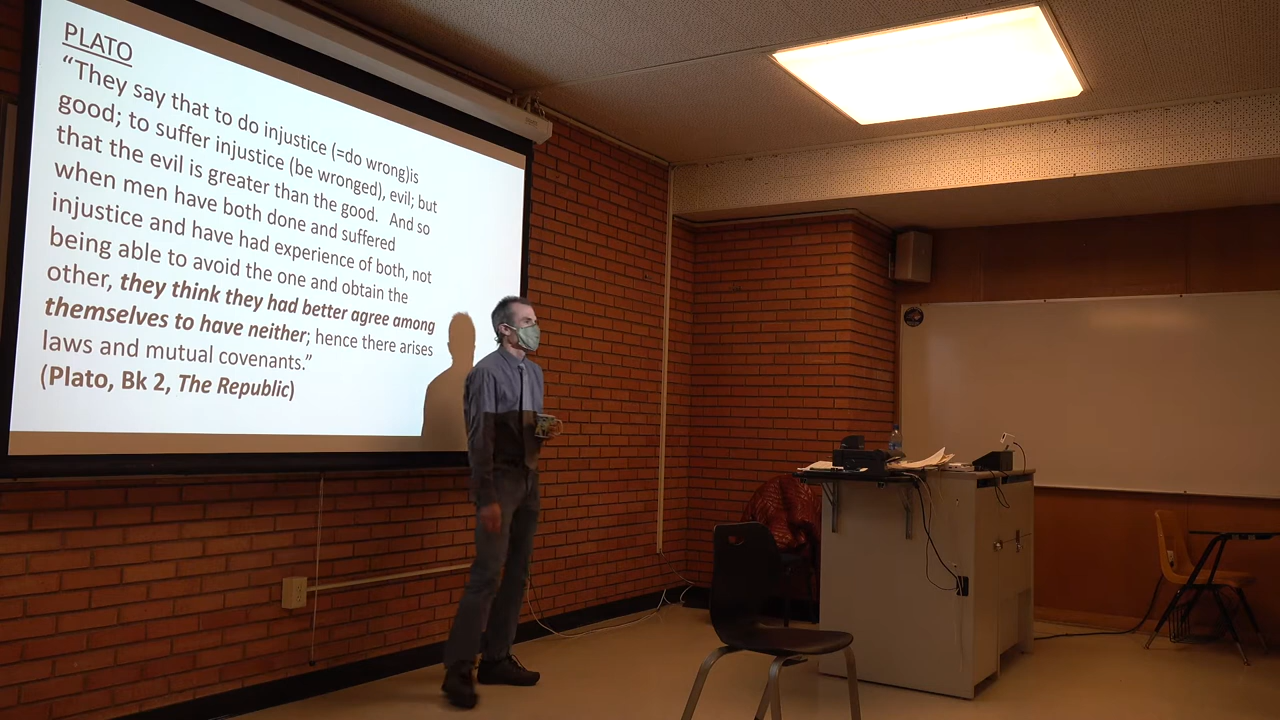 PLATO
“They say that to do injustice (=do wrong)is
good; to suffer injustice (be wronged), evil; but
that the evil is greater than the good. And so
when men have both done and suffered
injustice and have had experience of both, not
being able to avoid the one and obtain the
other, they think they had better agree among
themselves to have neither; hence there arises
laws and mutual covenants.”
(Plato, Bk 2, The Republic)